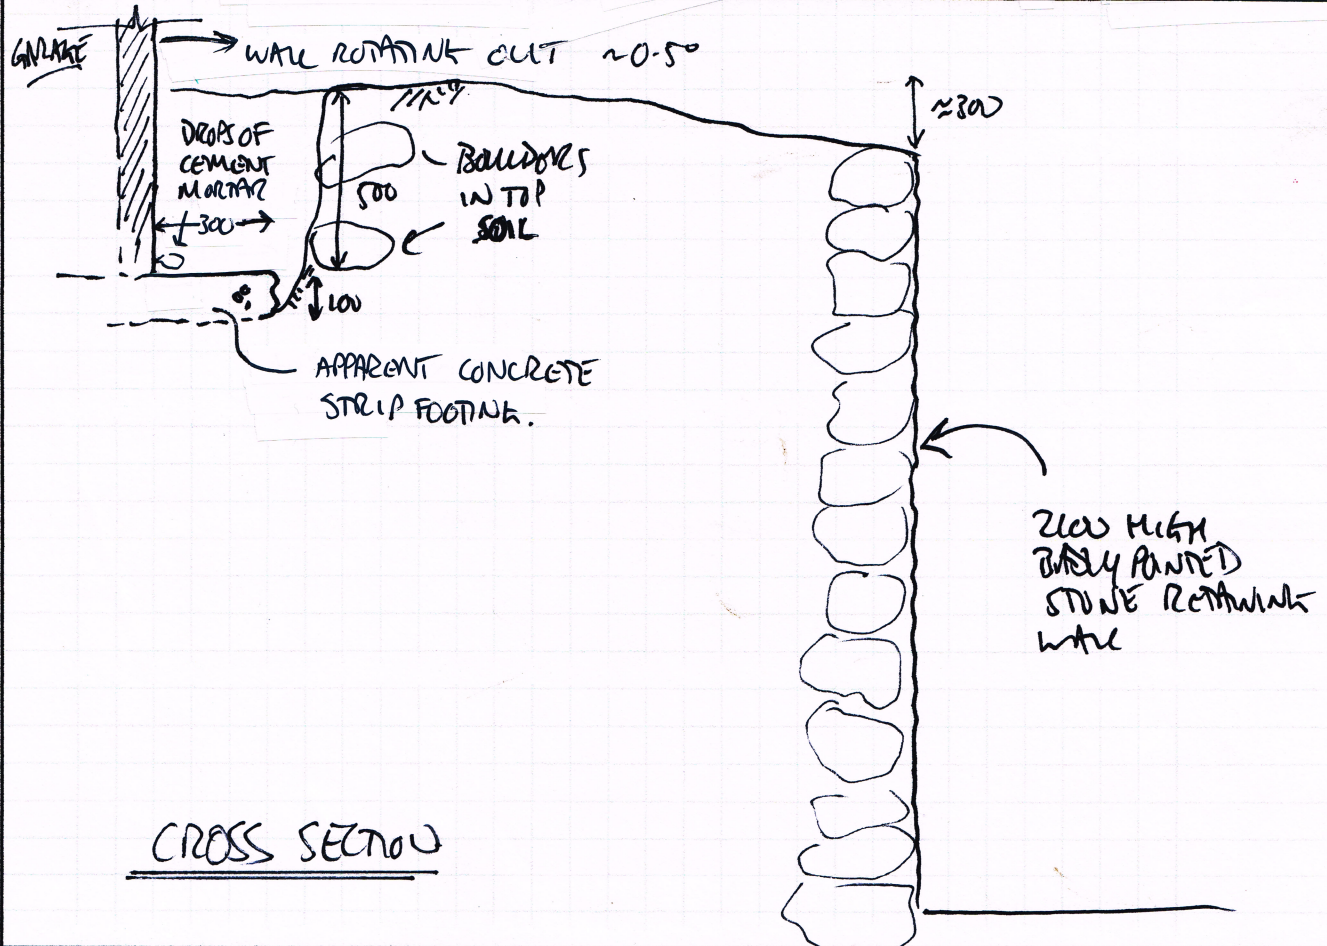 GARAGE
WALL ROTATING OUT ~0.5°
≈300
DROPS OF
CEMENT
MORTAR
300
500
BOULDERS
IN TOP
SOIL
100
APPARENT CONCRETE
STRIP FOOTING.
2100 HIGH
BADLY POINTED
STONE RETAINING
WALL
CROSS SECTION